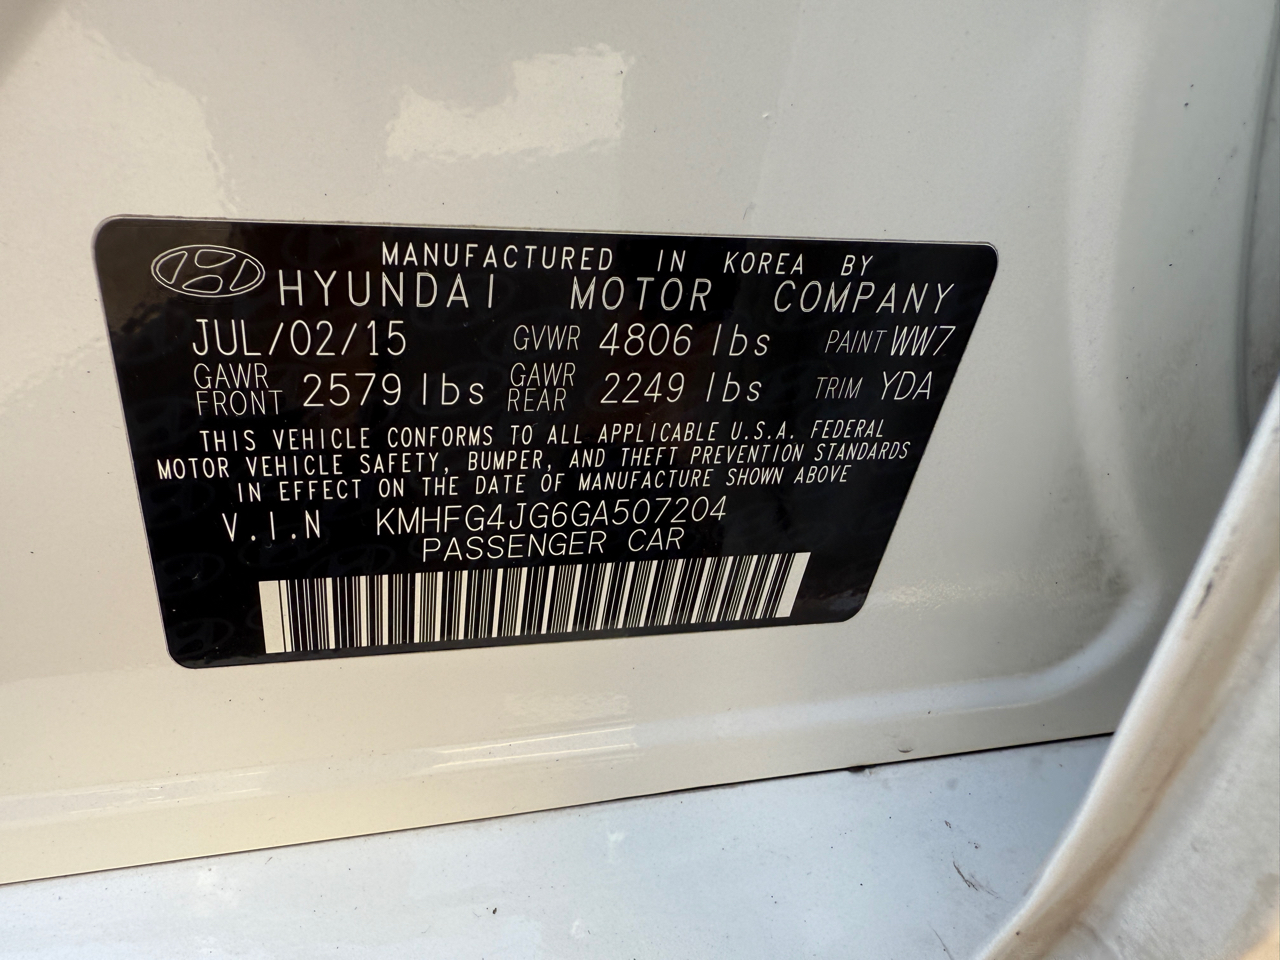 MANUFACTURED IN KOREA BY
HYUNDAI MOTOR COMPANY
JUL/02/15 GVWR 4806 lbs PAINT WW7
GAWR FRONT 2579 lbs GAWR REAR 2249 lbs TRIM YDA
THIS VEHICLE CONFORMS TO ALL APPLICABLE U.S.A. FEDERAL
MOTOR VEHICLE SAFETY, BUMPER, AND THEFT PREVENTION STANDARDS
IN EFFECT ON THE DATE OF MANUFACTURE SHOWN ABOVE
V.I.N KMHFG4JG6GA507204
PASSENGER CAR